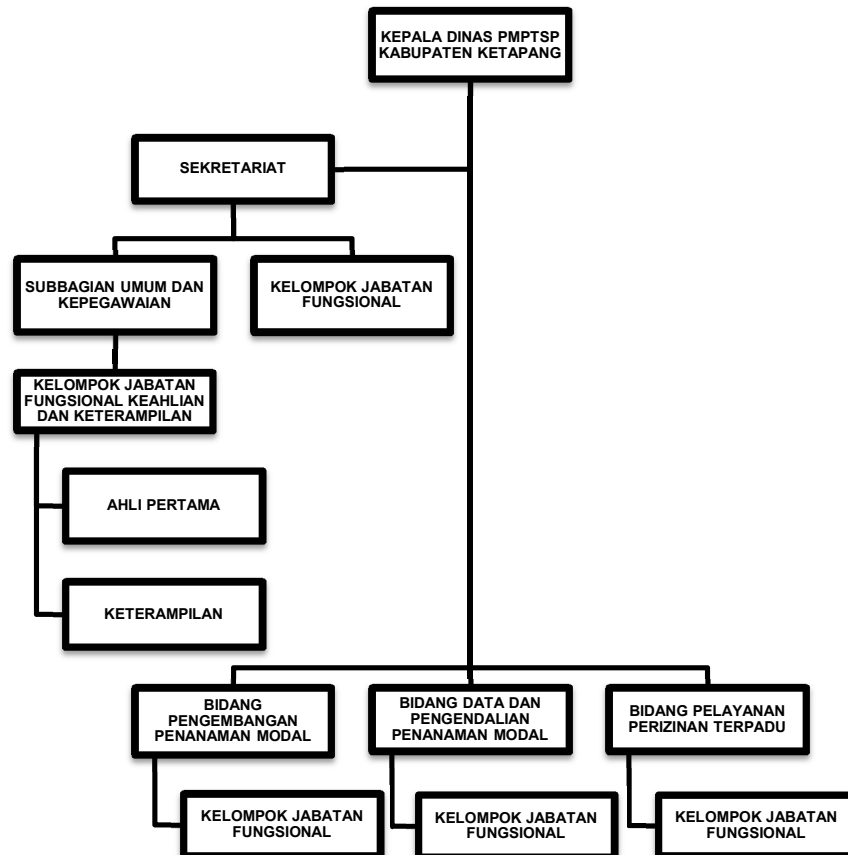 KEPALA DINAS PMPTSP
KABUPATEN KETAPANG
SEKRETARIAT
SUBBAGIAN UMUM DAN
KEPEGAWAIAN
KELOMPOK JABATAN
FUNGSIONAL
KELOMPOK JABATAN
FUNGSIONAL KEAHLIAN
DAN KETERAMPILAN
AHLI PERTAMA
KETERAMPILAN
BIDANG
PENGEMBANGAN
PENANAMAN MODAL
BIDANG DATA DAN
PENGENDALIAN
PENANAMAN MODAL
BIDANG PELAYANAN
PERIZINAN TERPADU
KELOMPOK JABATAN
FUNGSIONAL
KELOMPOK JABATAN
FUNGSIONAL
KELOMPOK JABATAN
FUNGSIONAL